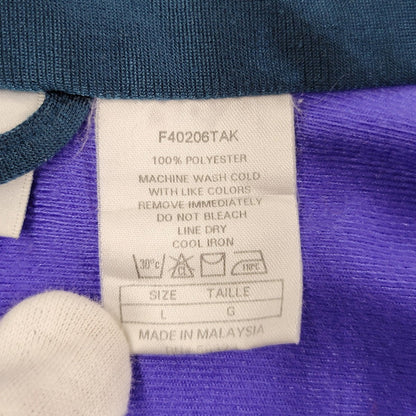 F40206TAK
100% POLYESTER
MACHINE WASH COLD
WITH LIKE COLORS
REMOVE IMMEDIATELY
DO NOT BLEACH
LINE DRY
COOL IRON
30°c CL 110°C
SIZE TAILLE
L G
MADE IN MALAYSIA